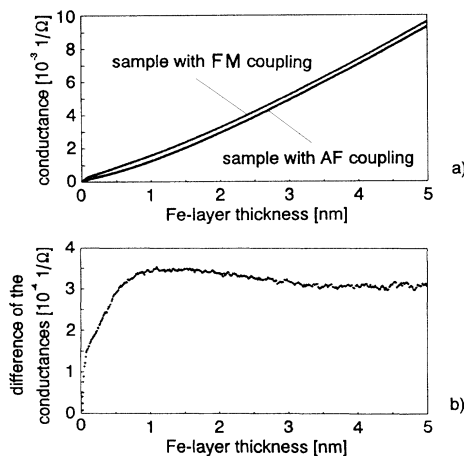 10
8
6
4
2
0
conductance [10⁻³ 1/Ω]
sample with FM coupling
sample with AF coupling
0 1 2 3 4 5
Fe-layer thickness [nm]
a)
4
3
2
1
0
difference of the
conductances [10⁻⁴ 1/Ω]
0 1 2 3 4 5
Fe-layer thickness [nm]
b)